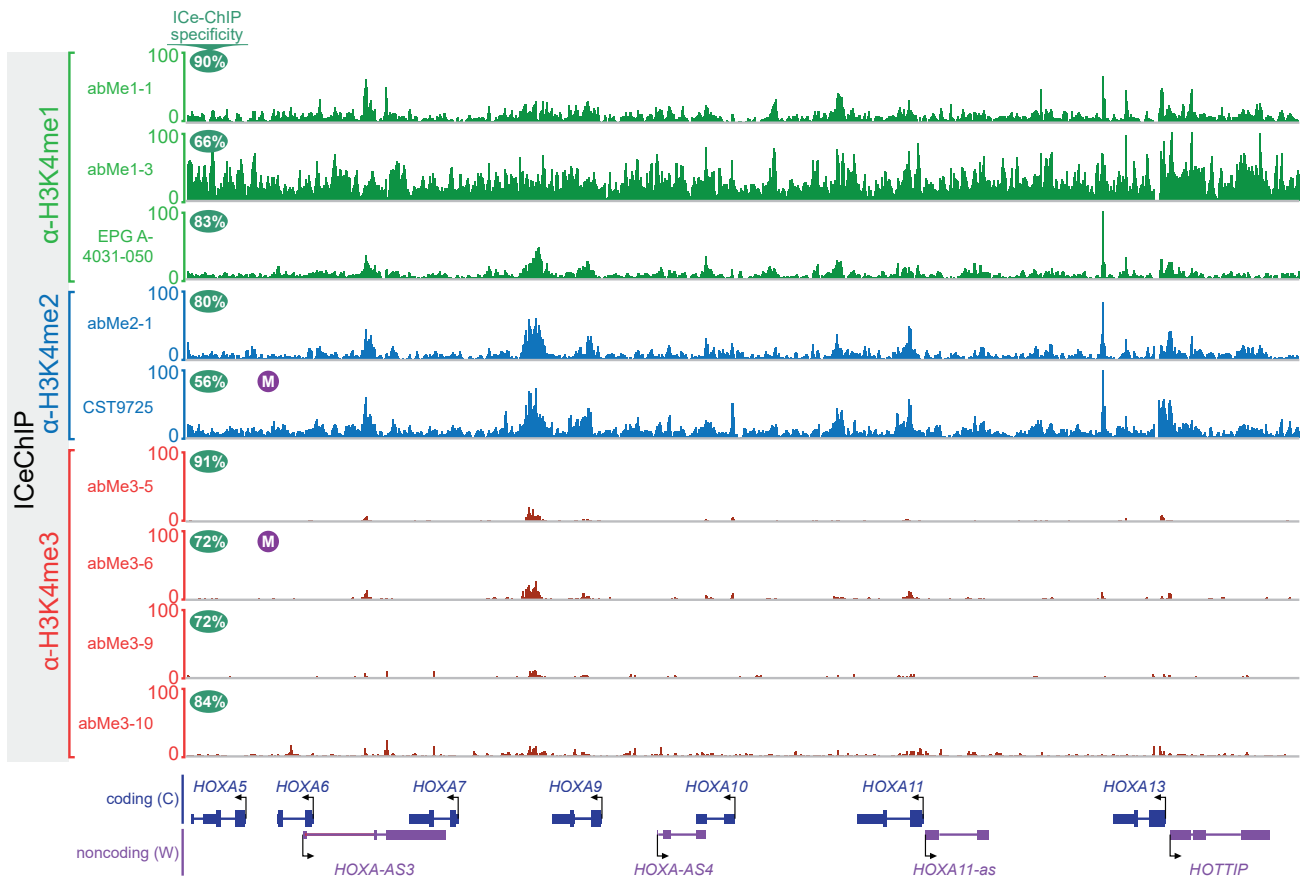 ICe-ChIP
specificity
ICeChIP
α-H3K4me1
abMe1-1
100
0
90%
abMe1-3
100
0
66%
EPG A-
4031-050
100
0
83%
α-H3K4me2
abMe2-1
100
0
80%
CST9725
100
0
56%
M
α-H3K4me3
abMe3-5
100
0
91%
abMe3-6
100
0
72%
M
abMe3-9
100
0
72%
abMe3-10
100
0
84%
coding (C)
HOXA5 HOXA6 HOXA7 HOXA9 HOXA10 HOXA11 HOXA13
noncoding (W)
HOXA-AS3 HOXA-AS4 HOXA11-as HOTTIP